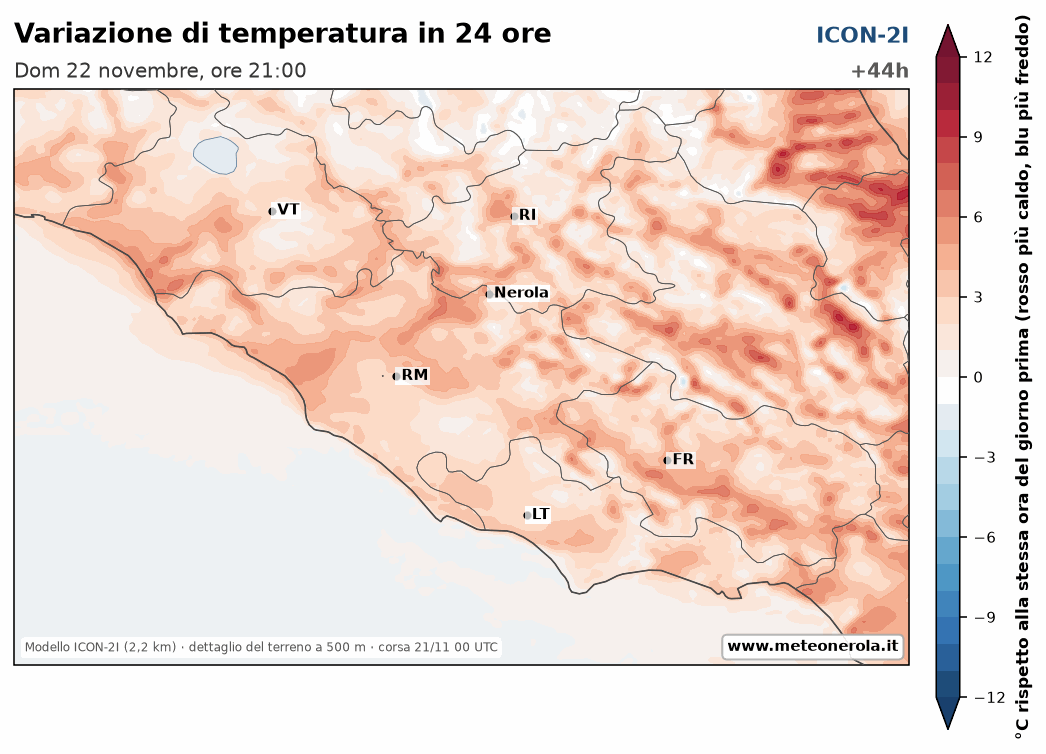 Variazione di temperatura in 24 ore
ICON-2I
Dom 22 novembre, ore 21:00
+44h
VT
RI
Nerola
RM
FR
LT
Modello ICON-2I (2,2 km) · dettaglio del terreno a 500 m · corsa 21/11 00 UTC
www.meteonerola.it
12
9
6
3
0
−3
−6
−9
−12
°C rispetto alla stessa ora del giorno prima (rosso più caldo, blu più freddo)